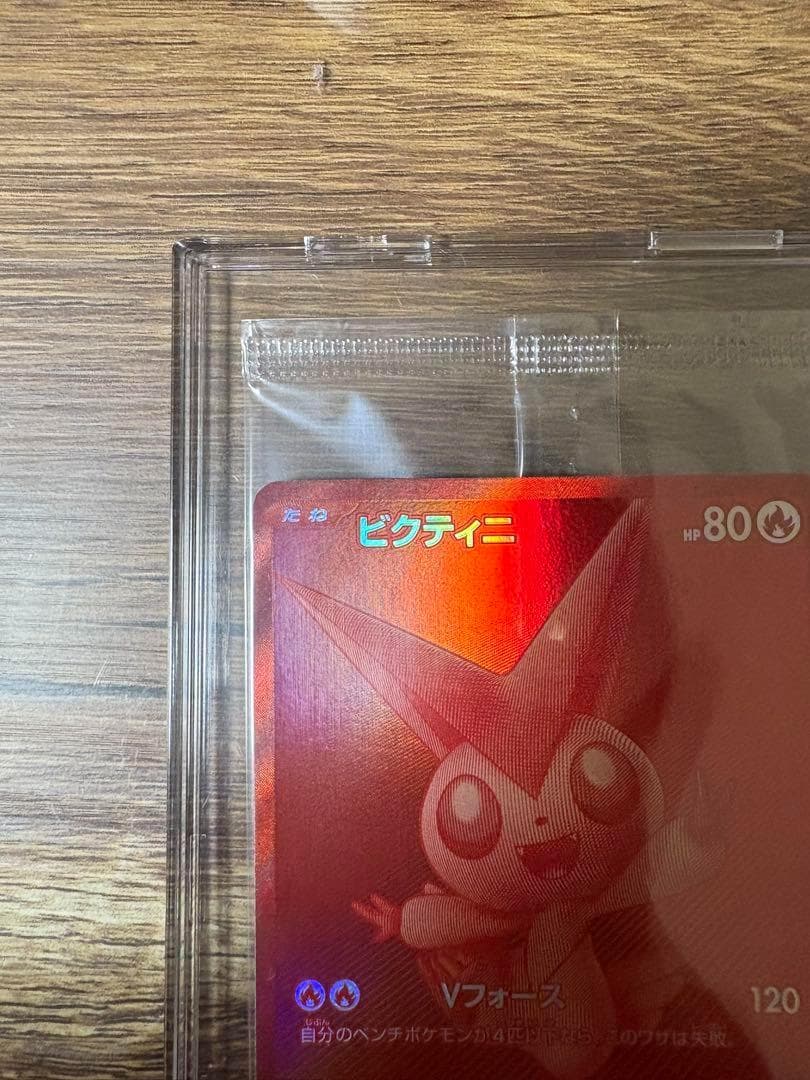 たね ビクティニ HP80
Vフォース 120
じぶん
自分のベンチポケモンが4匹以下なら、このワザは失敗。